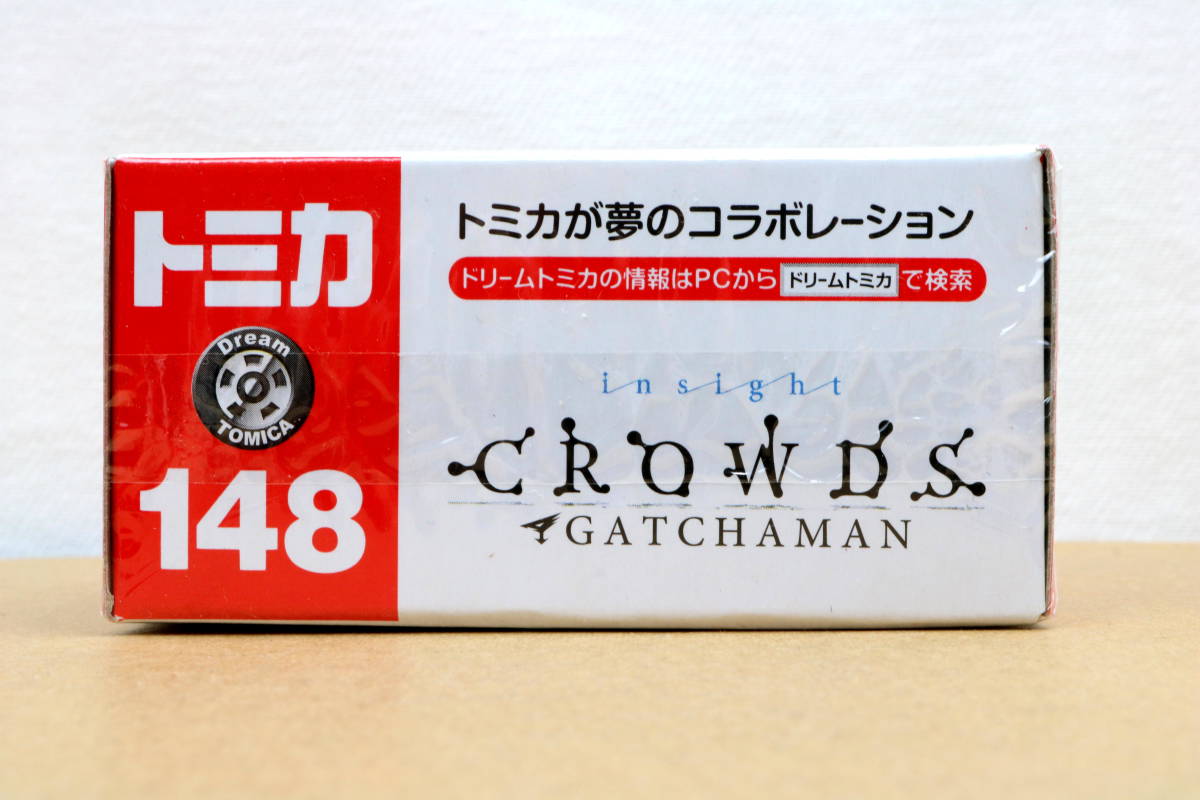 トミカ
Dream
TOMICA
148
トミカが夢のコラボレーション
ドリームトミカの情報はPCから ドリームトミカ で検索
insight
CROWDS
GATCHAMAN